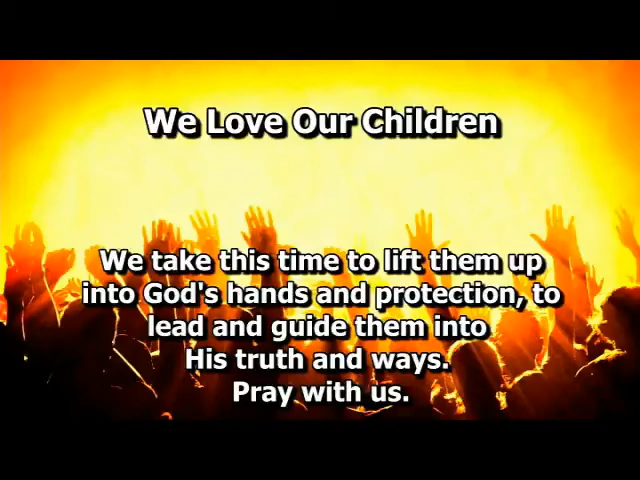 We Love Our Children
We take this time to lift them up
into God's hands and protection, to
lead and guide them into
His truth and ways.
Pray with us.